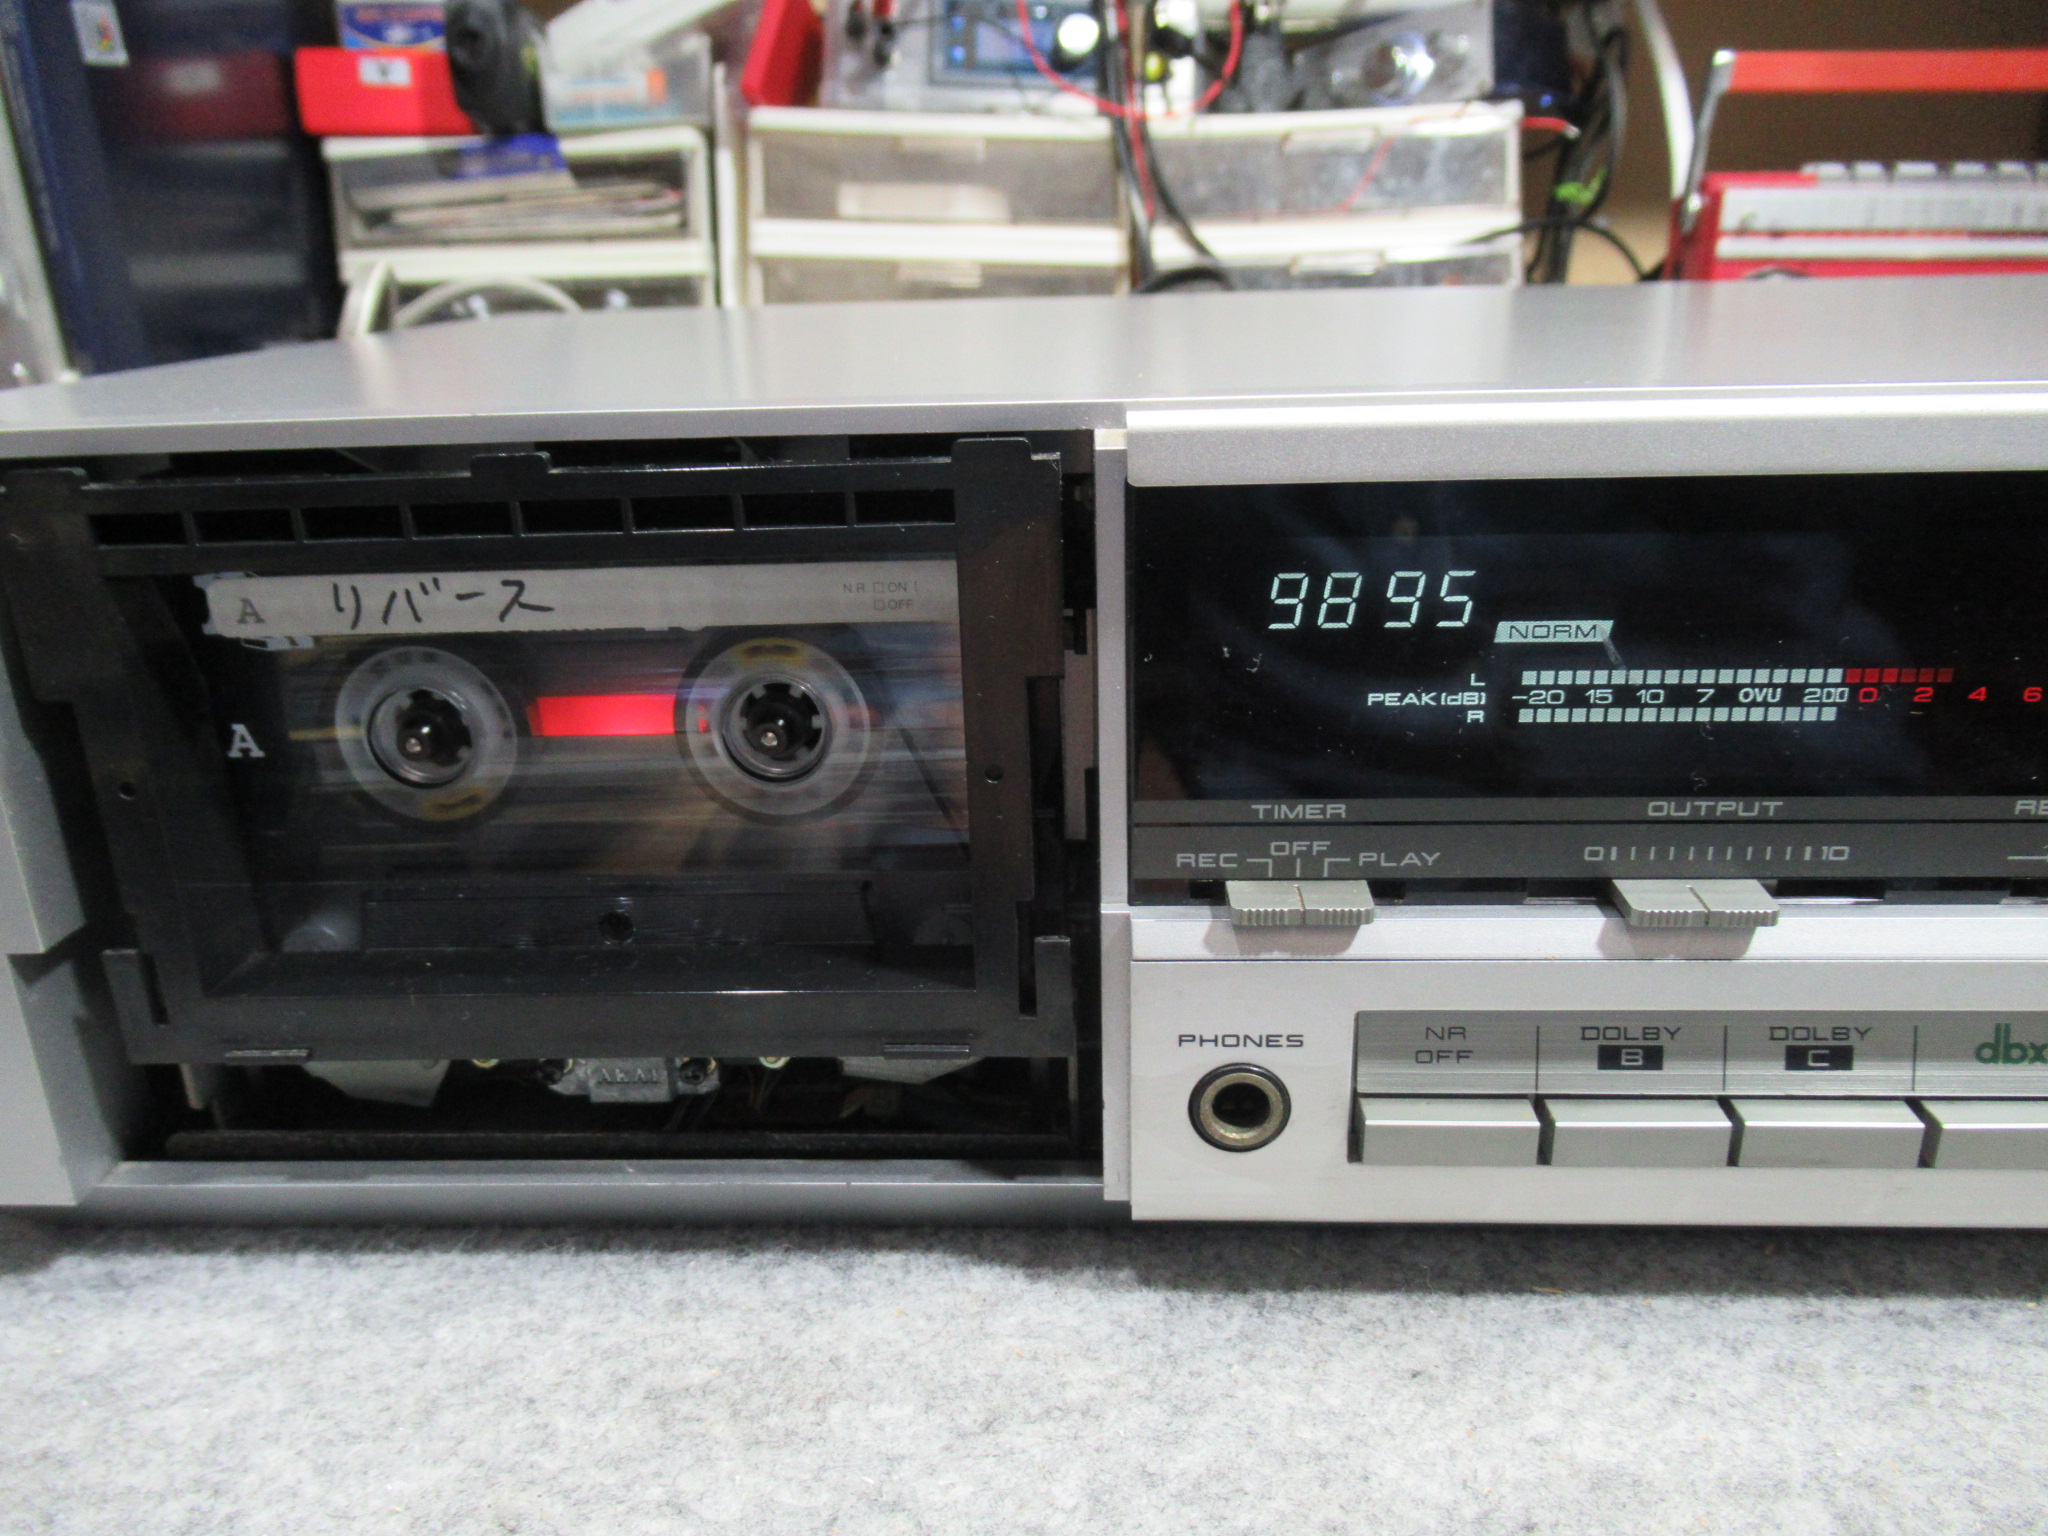 A リバース N.R. □ON
□OFF
A
AKAI
9895
NORM
L
PEAK(dB) -20 15 10 7 0VU 200 0 2 4 6
R
TIMER OUTPUT RE
REC OFF PLAY 0 10
PHONES
NR OFF
DOLBY B
DOLBY C
dbx